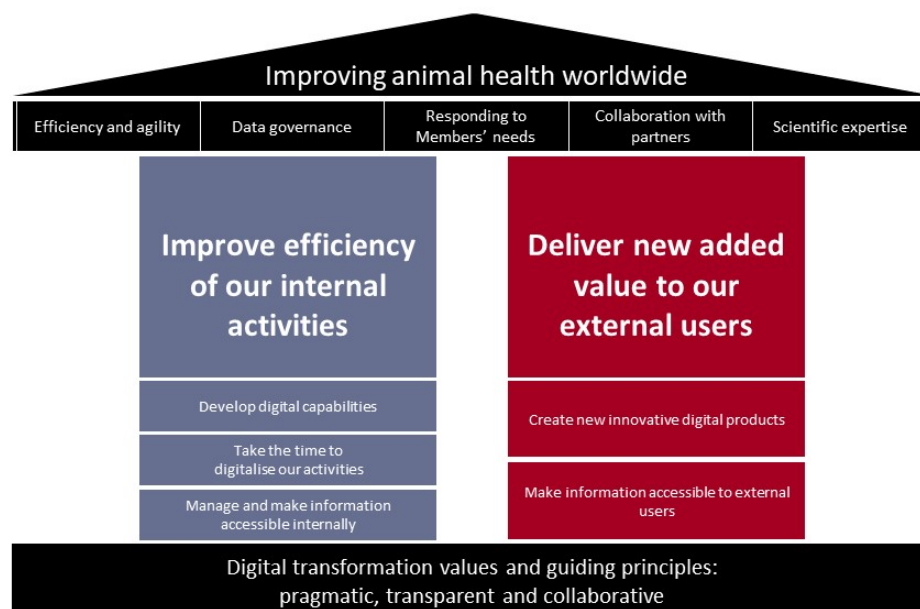 Improving animal health worldwide
Efficiency and agility
Data governance
Responding to
Members’ needs
Collaboration with
partners
Scientific expertise
Improve efficiency
of our internal
activities
Develop digital capabilities
Take the time to
digitalise our activities
Manage and make information
accessible internally
Deliver new added
value to our
external users
Create new innovative digital products
Make information accessible to external
users
Digital transformation values and guiding principles:
pragmatic, transparent and collaborative